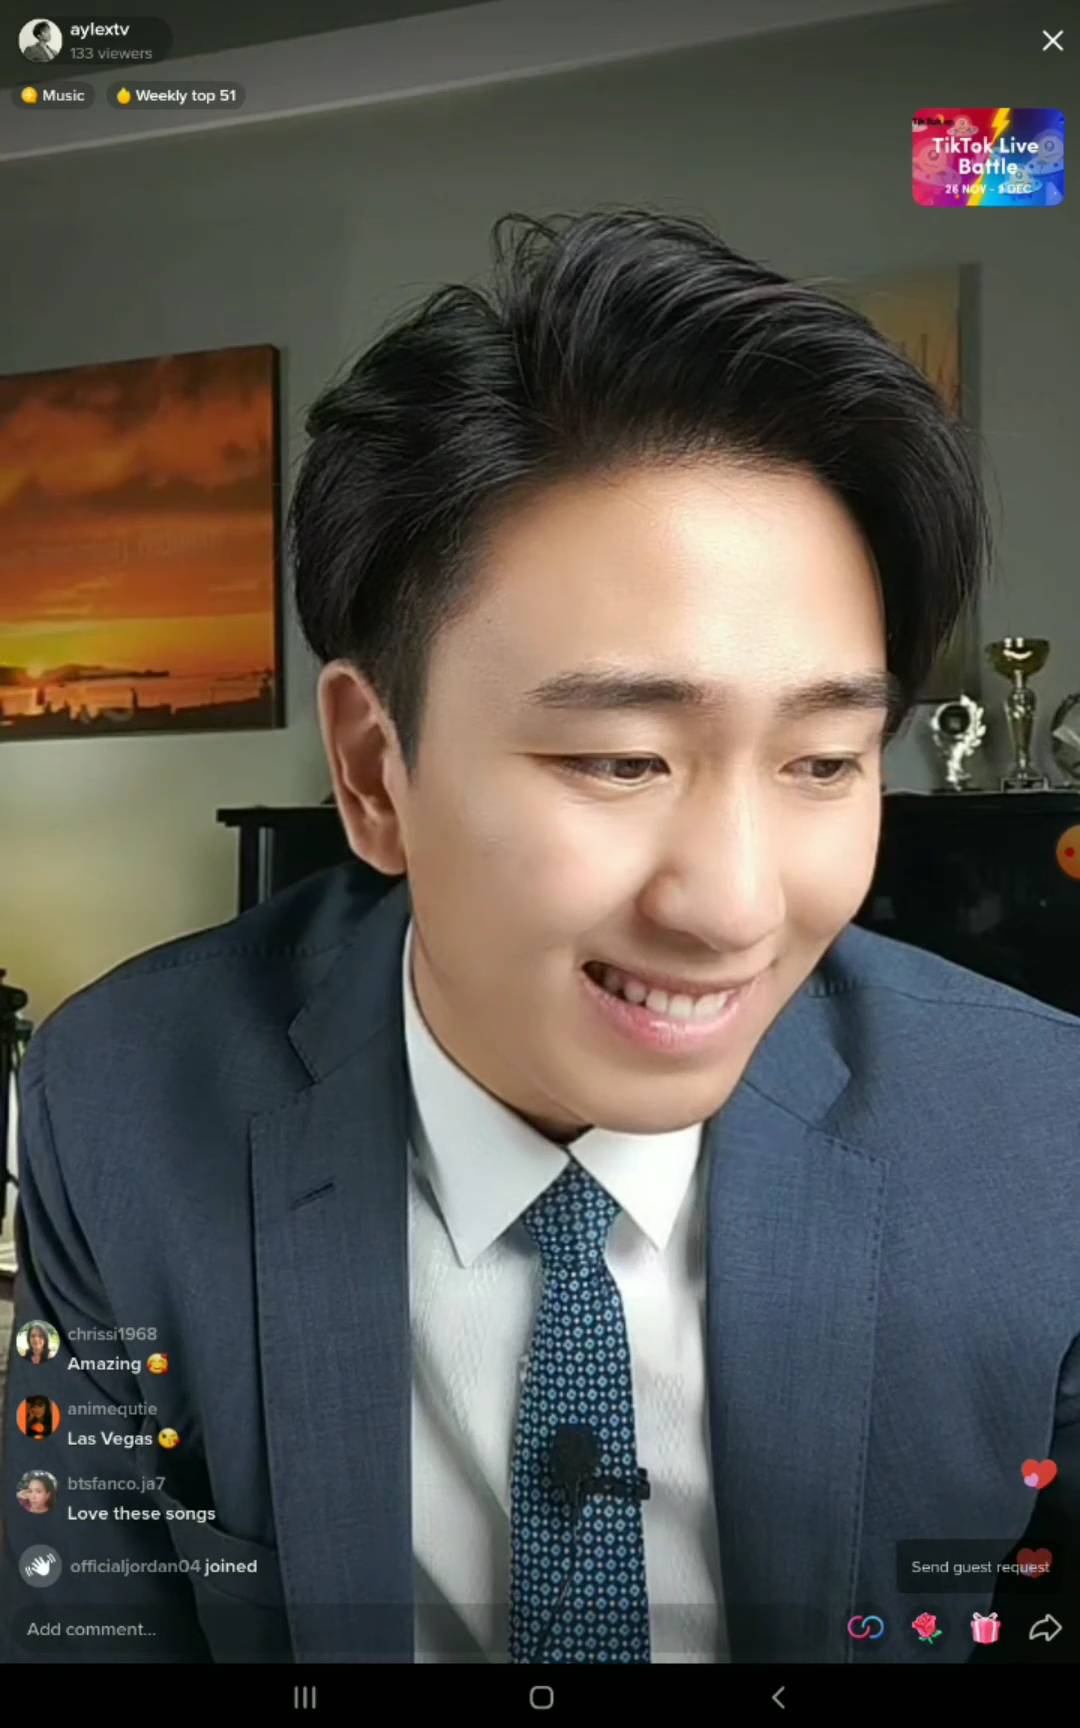 aylextv
133 viewers
Music
Weekly top 51
TikTok Live
Battle
26 NOV - 3 DEC
chrissi1968
Amazing 🥰
animequtie
Las Vegas 😘
btsfanco.ja7
Love these songs
officialjordan04 joined
Send guest request
Add comment...